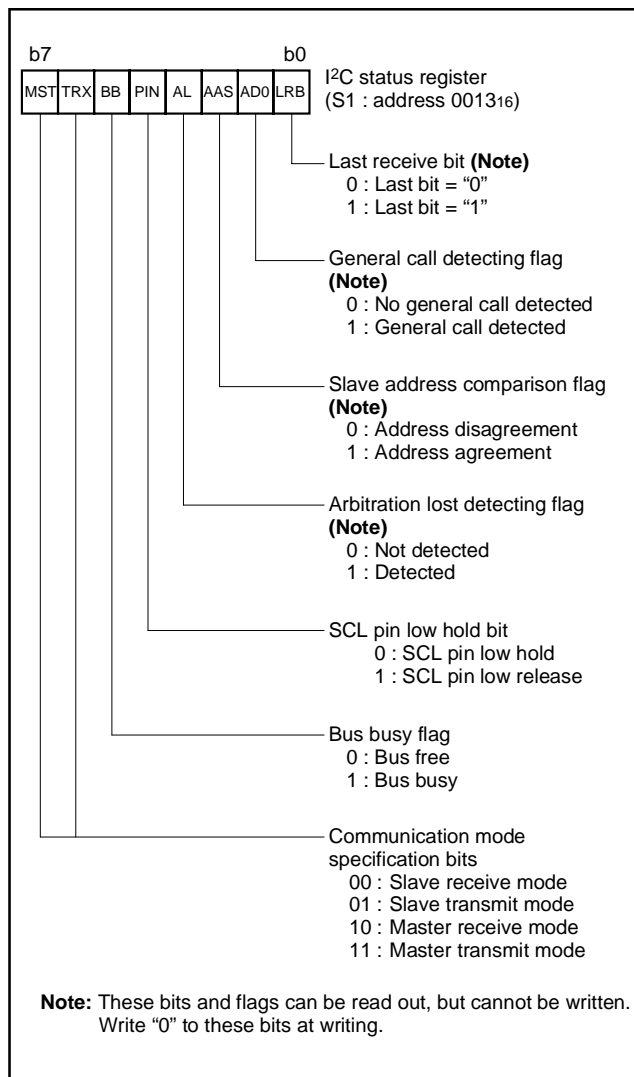 b7 b0
MST TRX BB PIN AL AAS AD0 LRB
I²C status register
(S1 : address 0013₁₆)
Last receive bit (Note)
0 : Last bit = “0”
1 : Last bit = “1”
General call detecting flag
(Note)
0 : No general call detected
1 : General call detected
Slave address comparison flag
(Note)
0 : Address disagreement
1 : Address agreement
Arbitration lost detecting flag
(Note)
0 : Not detected
1 : Detected
SCL pin low hold bit
0 : SCL pin low hold
1 : SCL pin low release
Bus busy flag
0 : Bus free
1 : Bus busy
Communication mode
specification bits
00 : Slave receive mode
01 : Slave transmit mode
10 : Master receive mode
11 : Master transmit mode
Note: These bits and flags can be read out, but cannot be written.
Write “0” to these bits at writing.